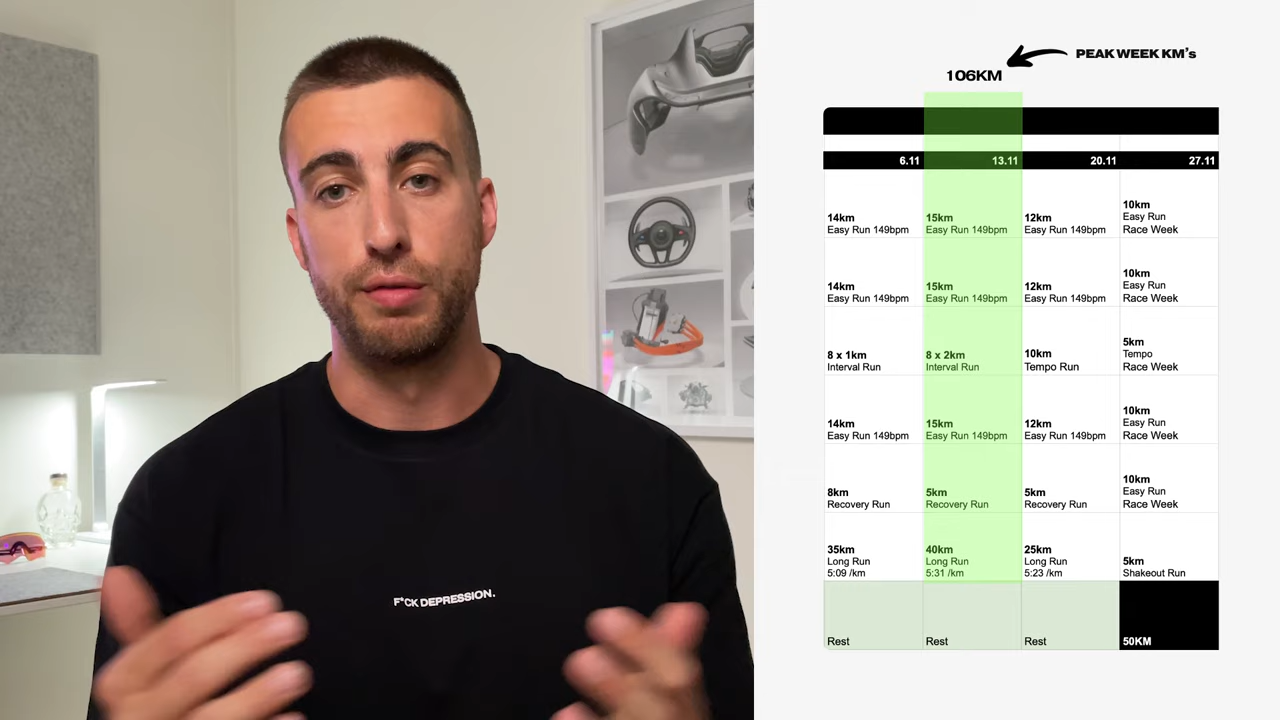 PEAK WEEK KM's
106KM
6.11
13.11
20.11
27.11
14km
Easy Run 149bpm
15km
Easy Run 149bpm
12km
Easy Run 149bpm
10km
Easy Run
Race Week
14km
Easy Run 149bpm
15km
Easy Run 149bpm
12km
Easy Run 149bpm
10km
Easy Run
Race Week
8 x 1km
Interval Run
8 x 2km
Interval Run
10km
Tempo Run
5km
Tempo
Race Week
14km
Easy Run 149bpm
15km
Easy Run 149bpm
12km
Easy Run 149bpm
10km
Easy Run
Race Week
8km
Recovery Run
5km
Recovery Run
5km
Recovery Run
10km
Easy Run
Race Week
35km
Long Run
5:09 /km
40km
Long Run
5:31 /km
25km
Long Run
5:23 /km
5km
Shakeout Run
Rest
Rest
Rest
50KM
F*CK DEPRESSION.